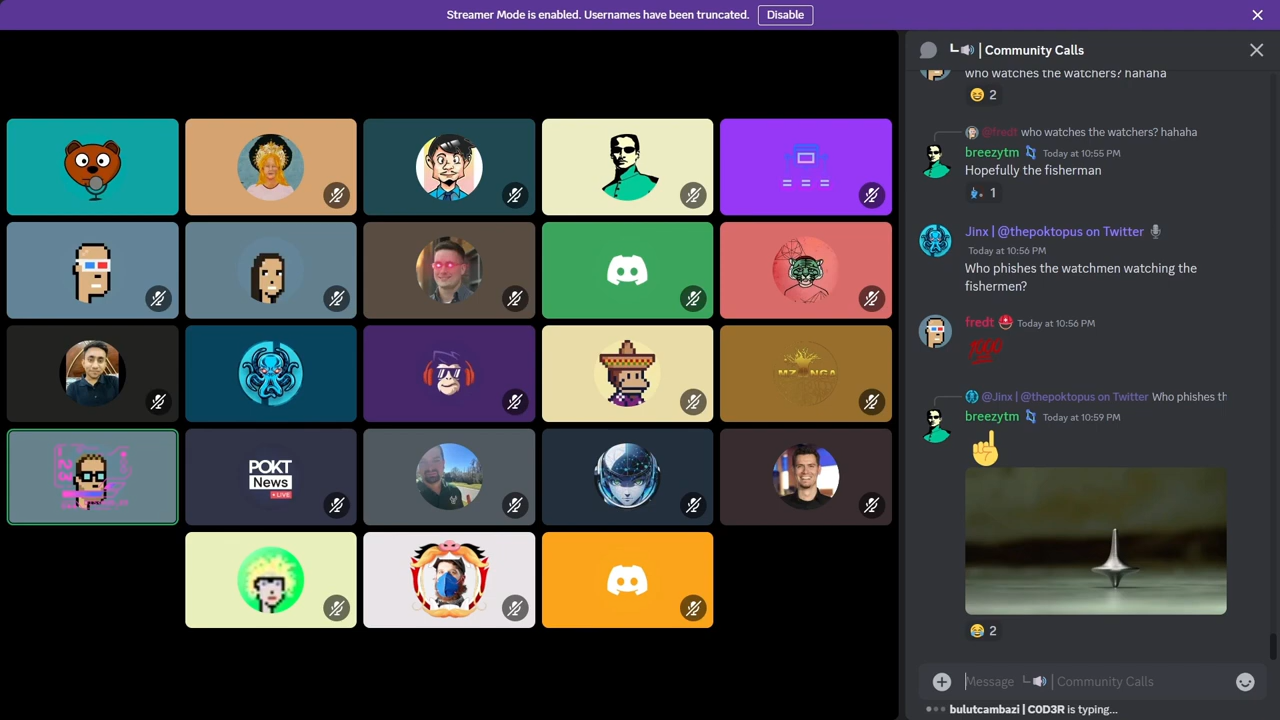 Streamer Mode is enabled. Usernames have been truncated.
Disable
| Community Calls
who watches the watchers? hahaha
2
@fredt who watches the watchers? hahaha
breezytm Today at 10:55 PM
Hopefully the fisherman
1
Jinx | @thepoktopus on Twitter
Today at 10:56 PM
Who phishes the watchmen watching the
fishermen?
fredt Today at 10:56 PM
1000
@Jinx | @thepoktopus on Twitter Who phishes th
breezytm Today at 10:59 PM
2
MZONGA
POKT
News
LIVE
Message | Community Calls
bulutcambazi | C0D3R is typing...